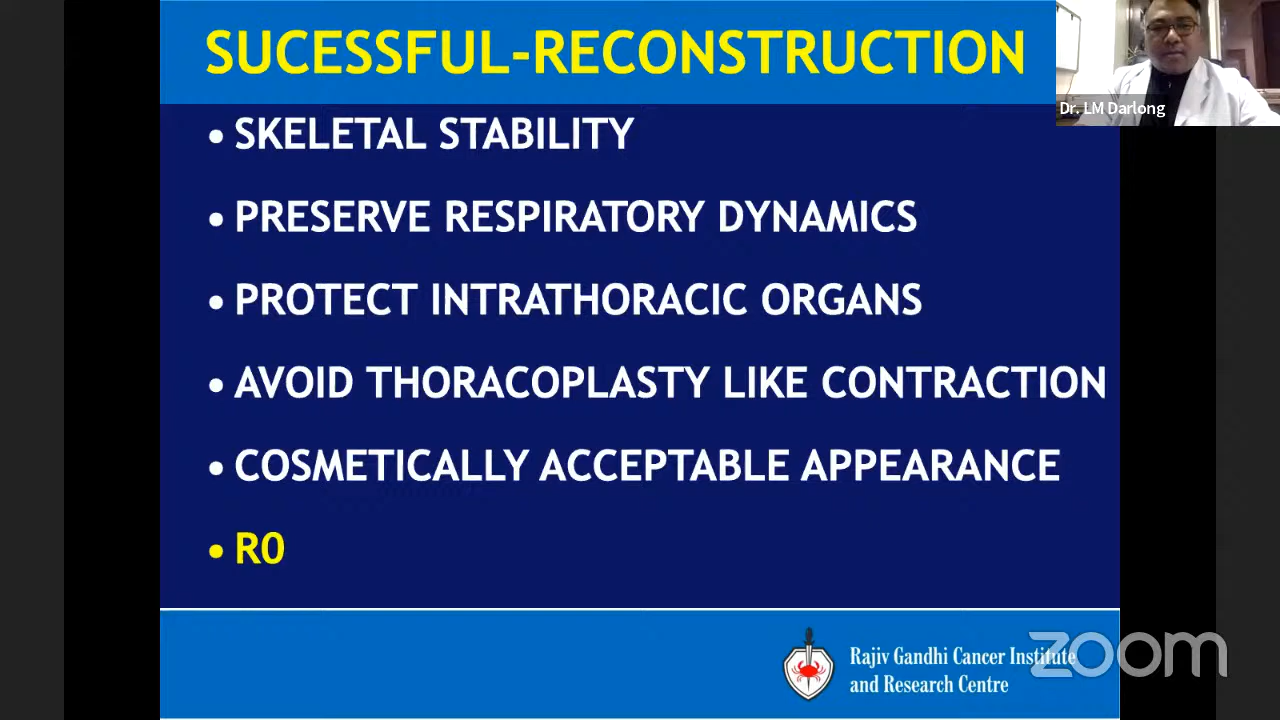 SUCESSFUL-RECONSTRUCTION
Dr. LM Darlong
• SKELETAL STABILITY
• PRESERVE RESPIRATORY DYNAMICS
• PROTECT INTRATHORACIC ORGANS
• AVOID THORACOPLASTY LIKE CONTRACTION
• COSMETICALLY ACCEPTABLE APPEARANCE
• R0
Rajiv Gandhi Cancer Institute
and Research Centre
zoom